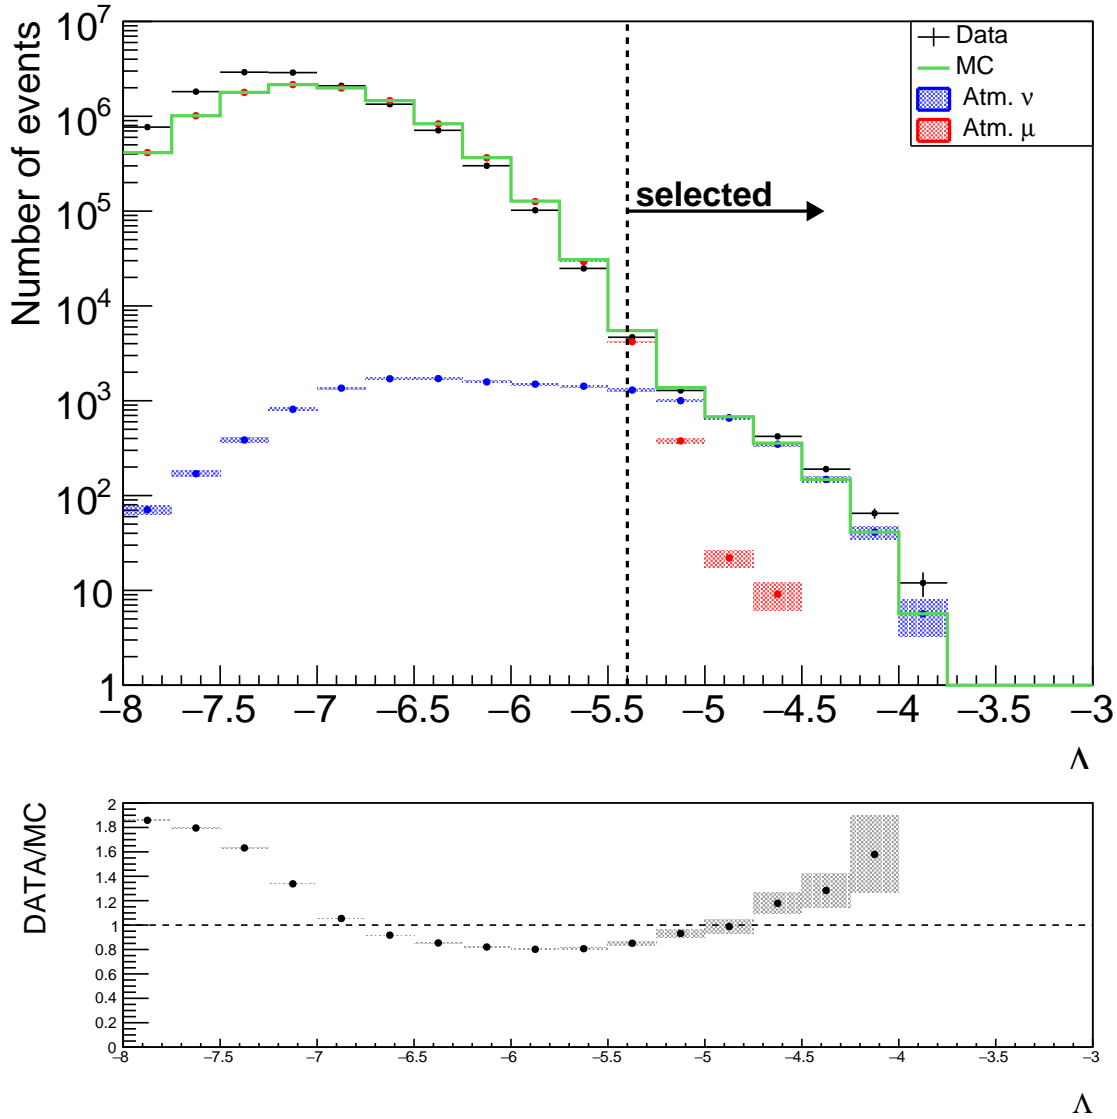 Number of events
10^7
10^6
10^5
10^4
10^3
10^2
10
1
Data
MC
Atm. ν
Atm. μ
selected
−8 −7.5 −7 −6.5 −6 −5.5 −5 −4.5 −4 −3.5 −3
Λ
DATA/MC
2
1.8
1.6
1.4
1.2
1
0.8
0.6
0.4
0.2
0
−8 −7.5 −7 −6.5 −6 −5.5 −5 −4.5 −4 −3.5 −3
Λ